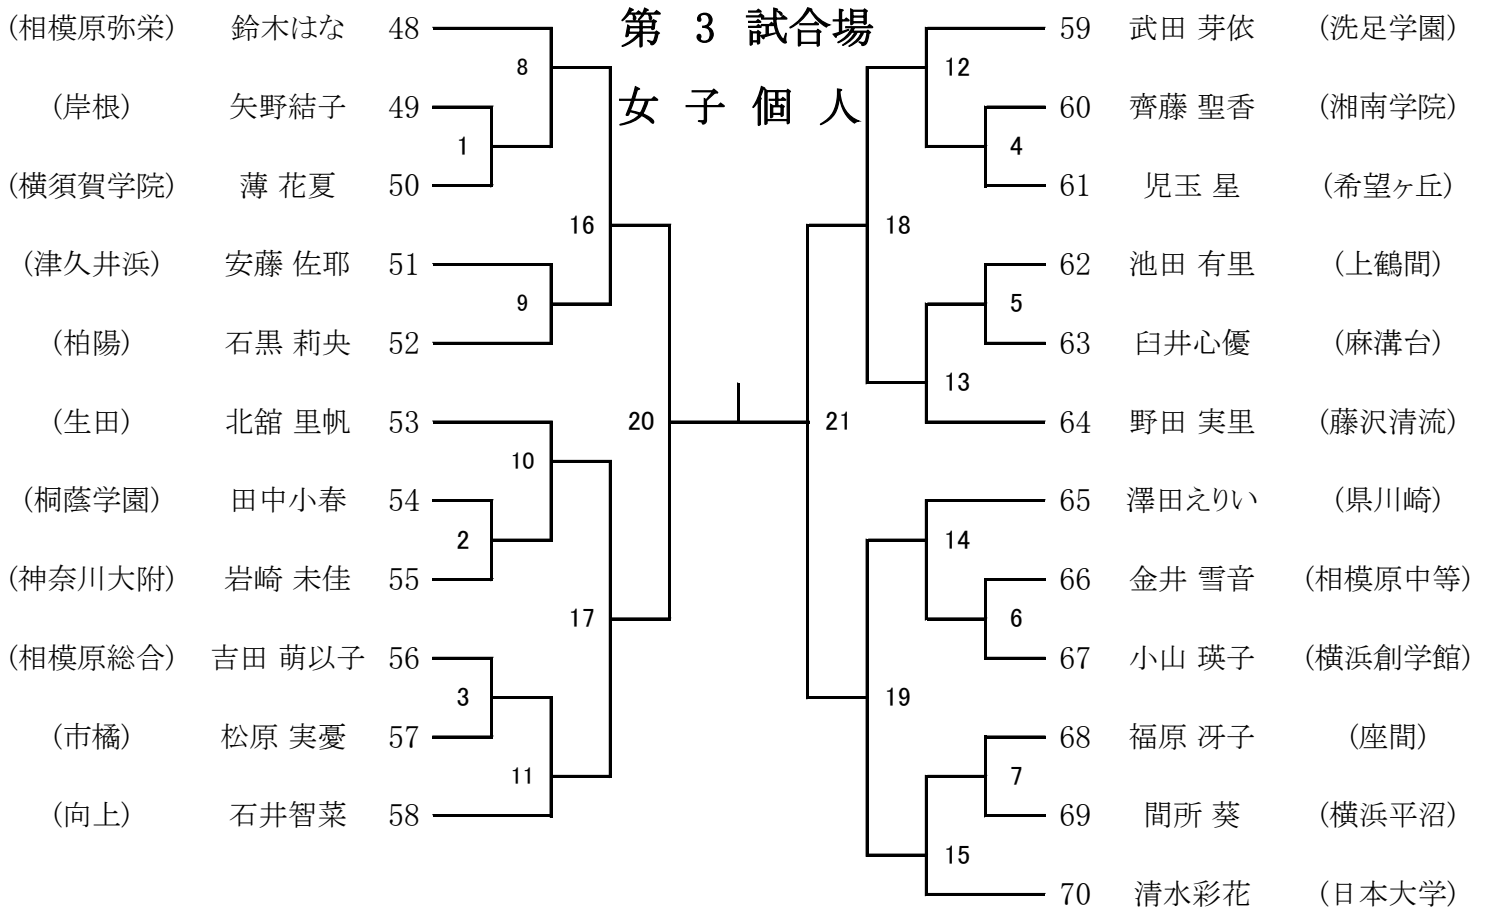 第 3 試合場
女 子 個 人
(相模原弥栄) 鈴木はな 48
(岸根) 矢野結子 49
(横須賀学院) 薄 花夏 50
(津久井浜) 安藤 佐耶 51
(柏陽) 石黒 莉央 52
(生田) 北舘 里帆 53
(桐蔭学園) 田中小春 54
(神奈川大附) 岩崎 未佳 55
(相模原総合) 吉田 萌以子 56
(市橘) 松原 実憂 57
(向上) 石井智菜 58
8
1
16
9
20
10
2
17
3
11
59 武田 芽依 (洗足学園)
60 齊藤 聖香 (湘南学院)
61 児玉 星 (希望ヶ丘)
62 池田 有里 (上鶴間)
63 臼井心優 (麻溝台)
64 野田 実里 (藤沢清流)
65 澤田えりい (県川崎)
66 金井 雪音 (相模原中等)
67 小山 瑛子 (横浜創学館)
68 福原 冴子 (座間)
69 間所 葵 (横浜平沼)
70 清水彩花 (日本大学)
12
4
18
5
13
21
14
6
19
7
15